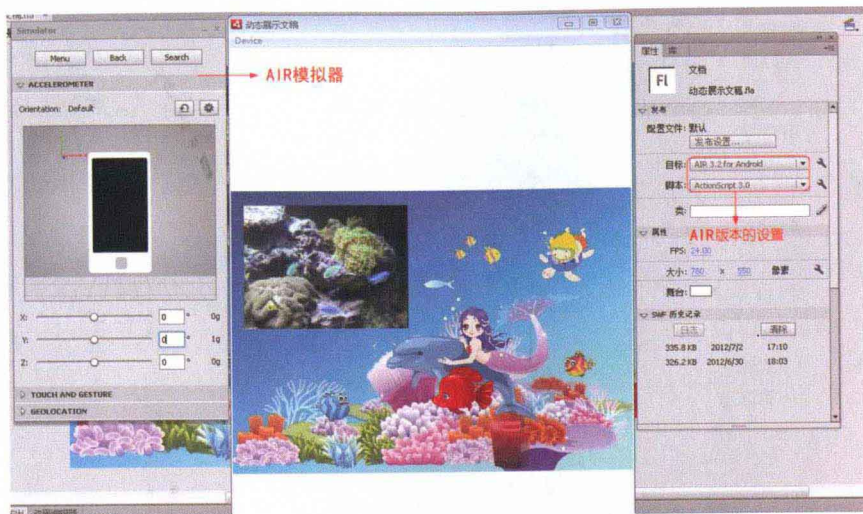 Simulator
Menu Back Search
ACCELEROMETER
Orientation: Default
X: 0 ° 0g
Y: 0 ° 1g
Z: 0 ° 0g
TOUCH AND GESTURE
GEOLOCATION
动态展示文稿
Device
AIR模拟器
属性 库
Fl
文档
动态展示文稿.fla
发布
配置文件: 默认
发布设置...
目标: AIR 3.2 for Android
脚本: ActionScript 3.0
类:
AIR版本的设置
属性
FPS: 24.00
大小: 760 × 550 像素
舞台:
SWF 历史记录
日志 清除
335.8 KB 2012/7/2 17:10
326.2 KB 2012/6/30 18:03